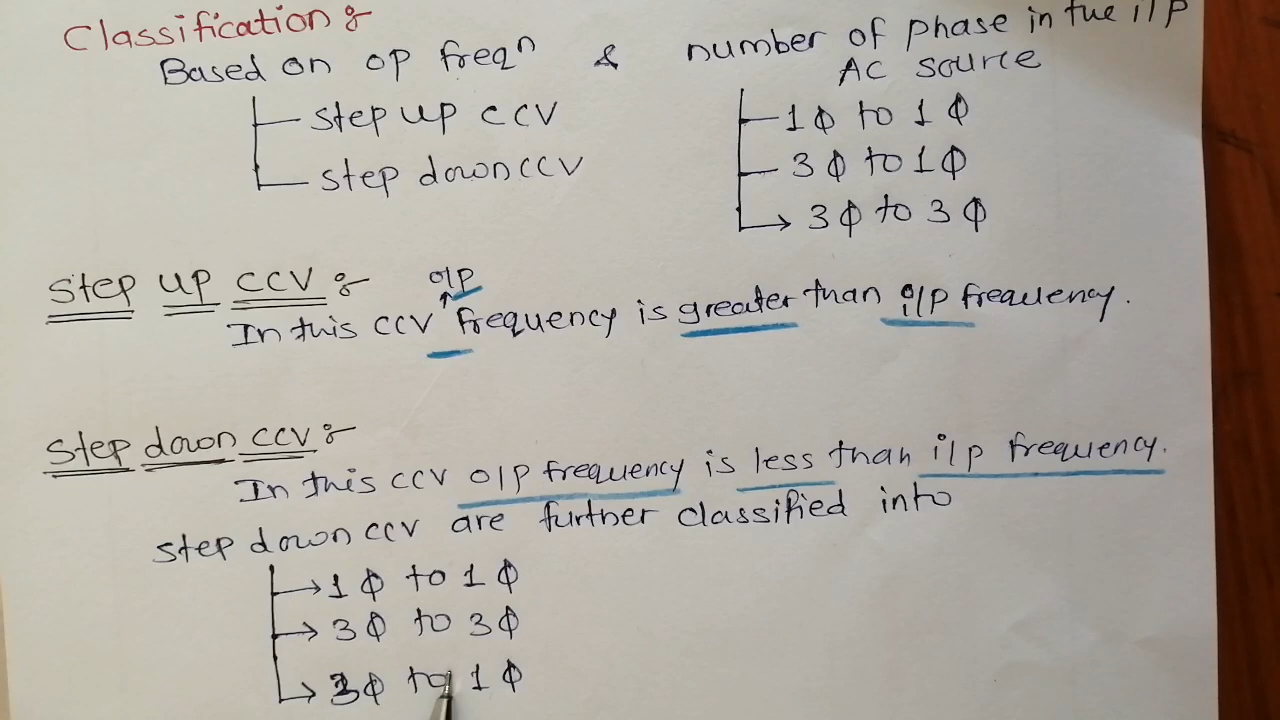 Classification :-
Based on op freqn & number of phase in the i/p AC source
step up CCV
step down CCV
1Φ to 1Φ
3Φ to 1Φ
3Φ to 3Φ
Step up CCV :-
o/p
In this CCV frequency is greater than i/p frequency.
Step down CCV :-
In this CCV o/p frequency is less than i/p frequency.
step down CCV are further classified into
1Φ to 1Φ
3Φ to 3Φ
3Φ to 1Φ